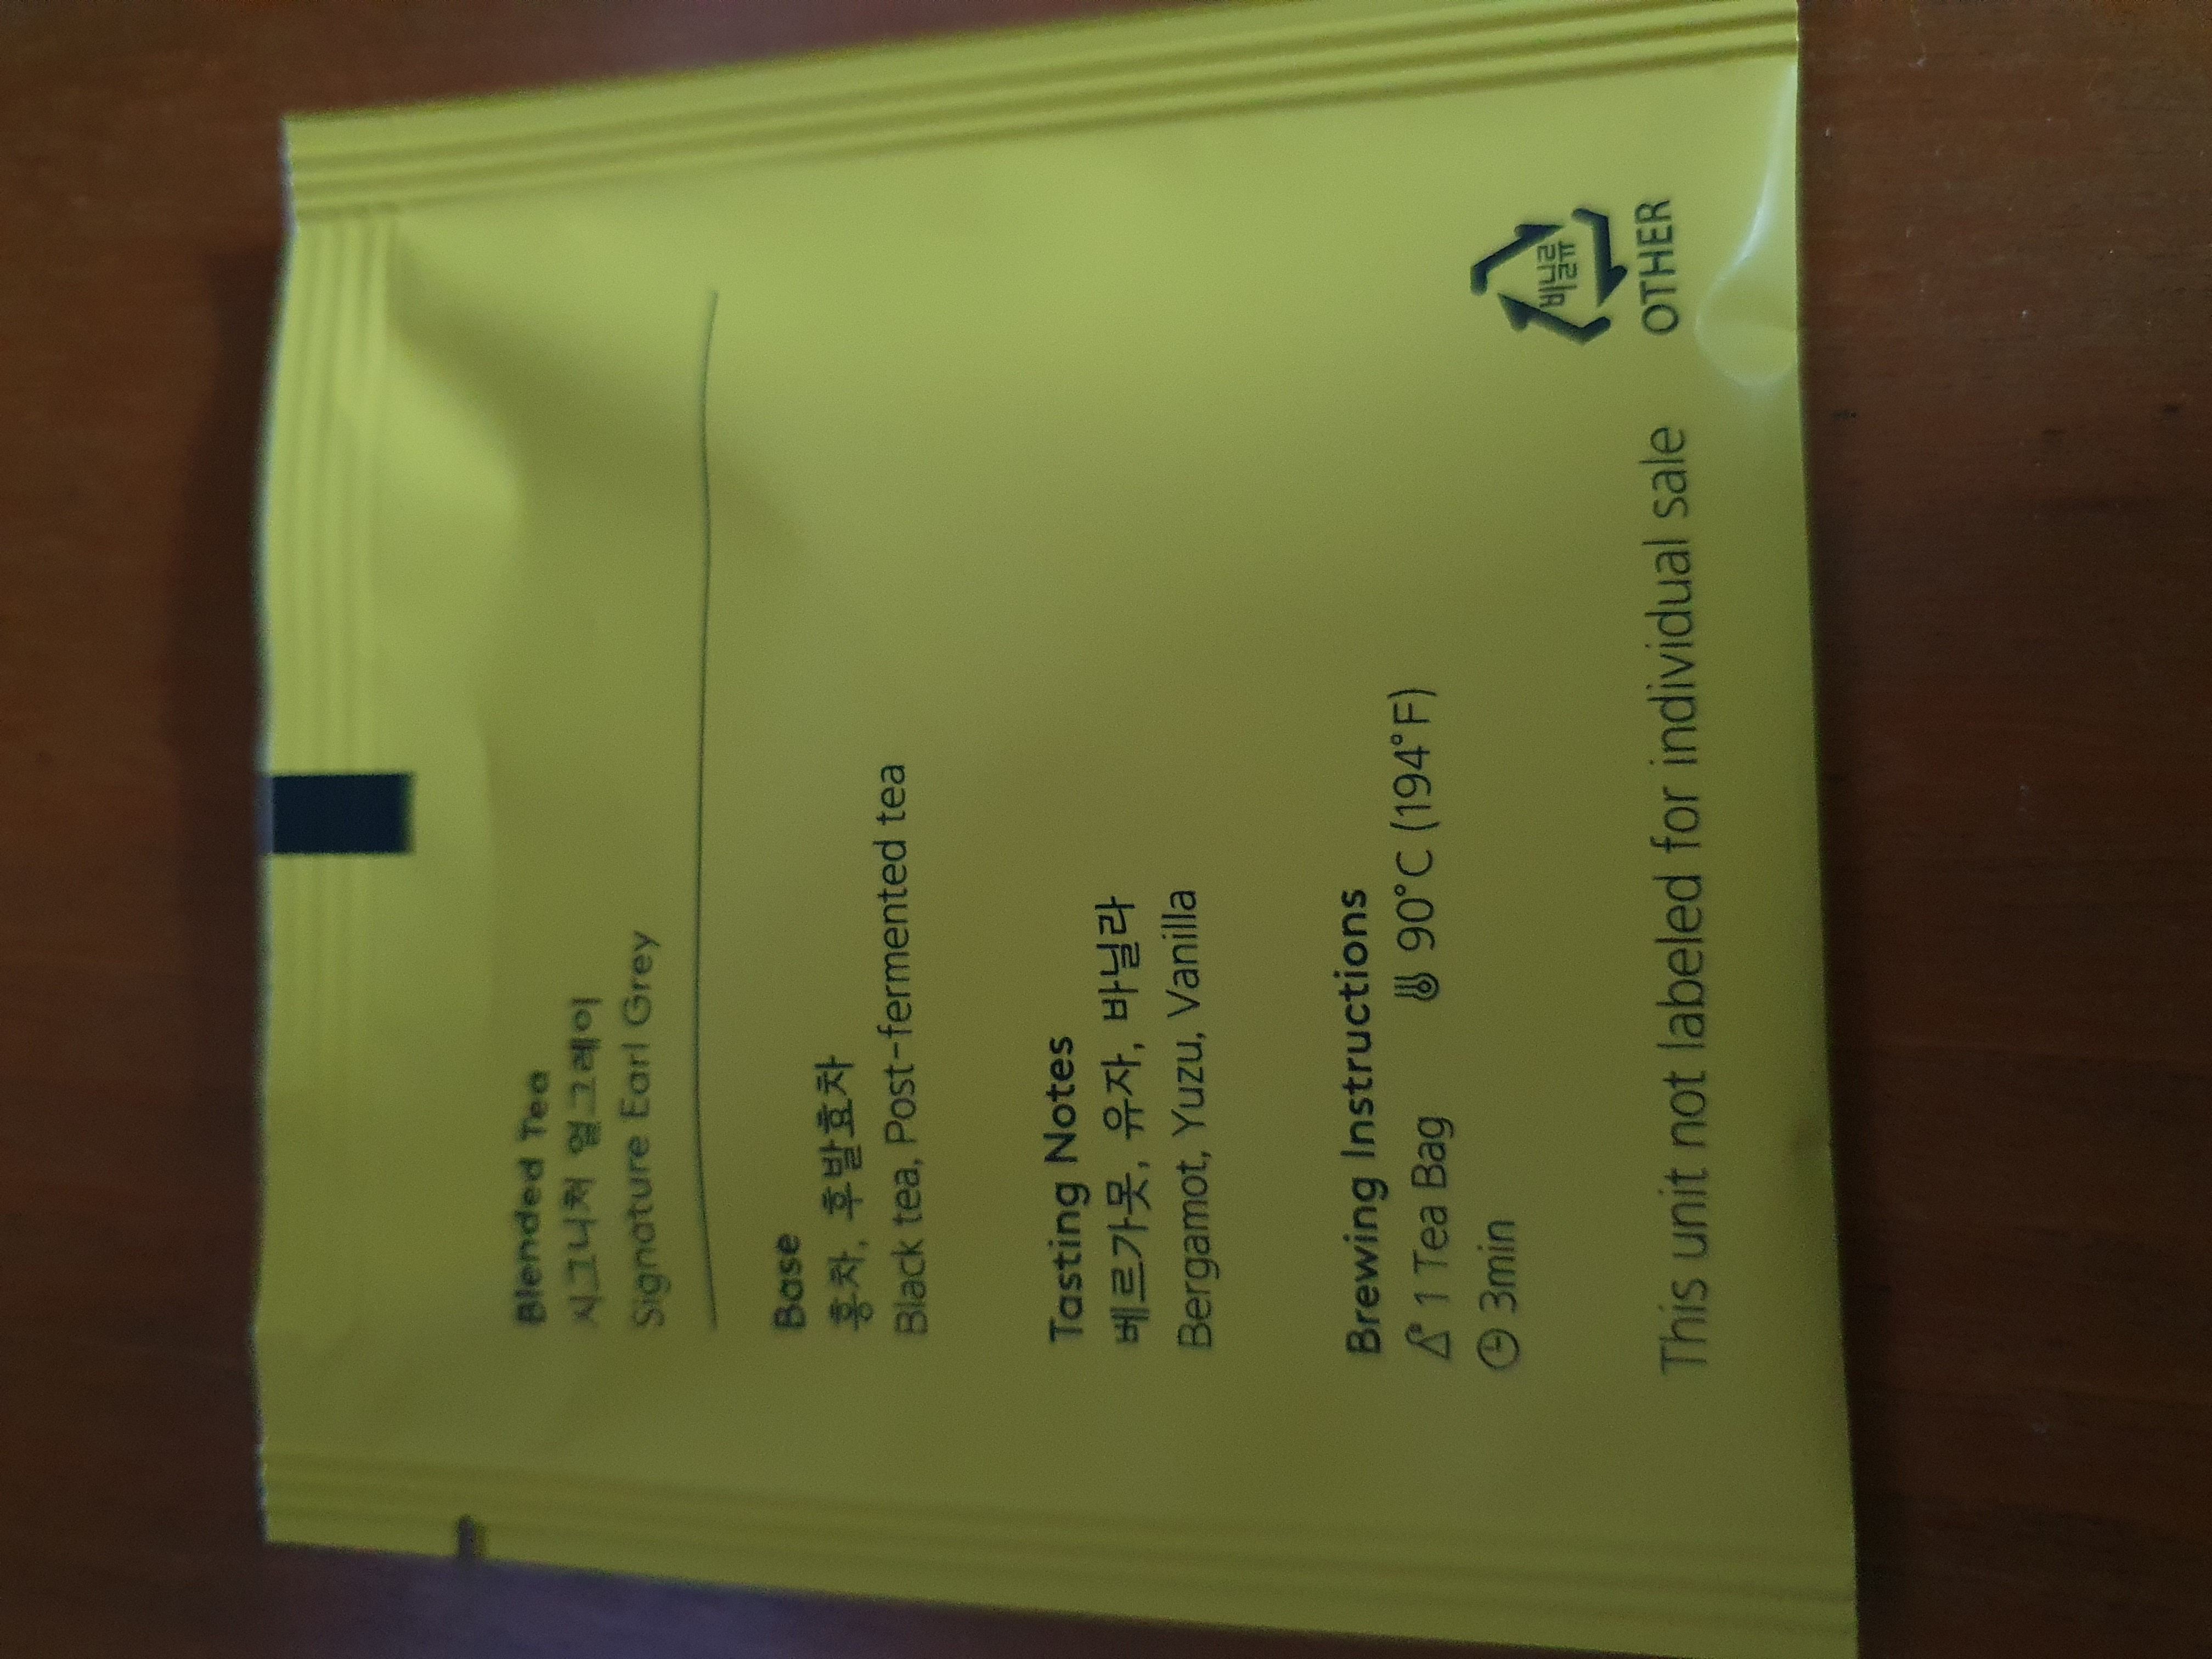 Blended Tea
시그니처 얼그레이
Signature Earl Grey
Base
홍차, 후발효차
Black tea, Post-fermented tea
Tasting Notes
베르가못, 유자, 바닐라
Bergamot, Yuzu, Vanilla
Brewing Instructions
1 Tea Bag 90°C (194°F)
3min
This unit not labeled for individual sale
비닐류
OTHER